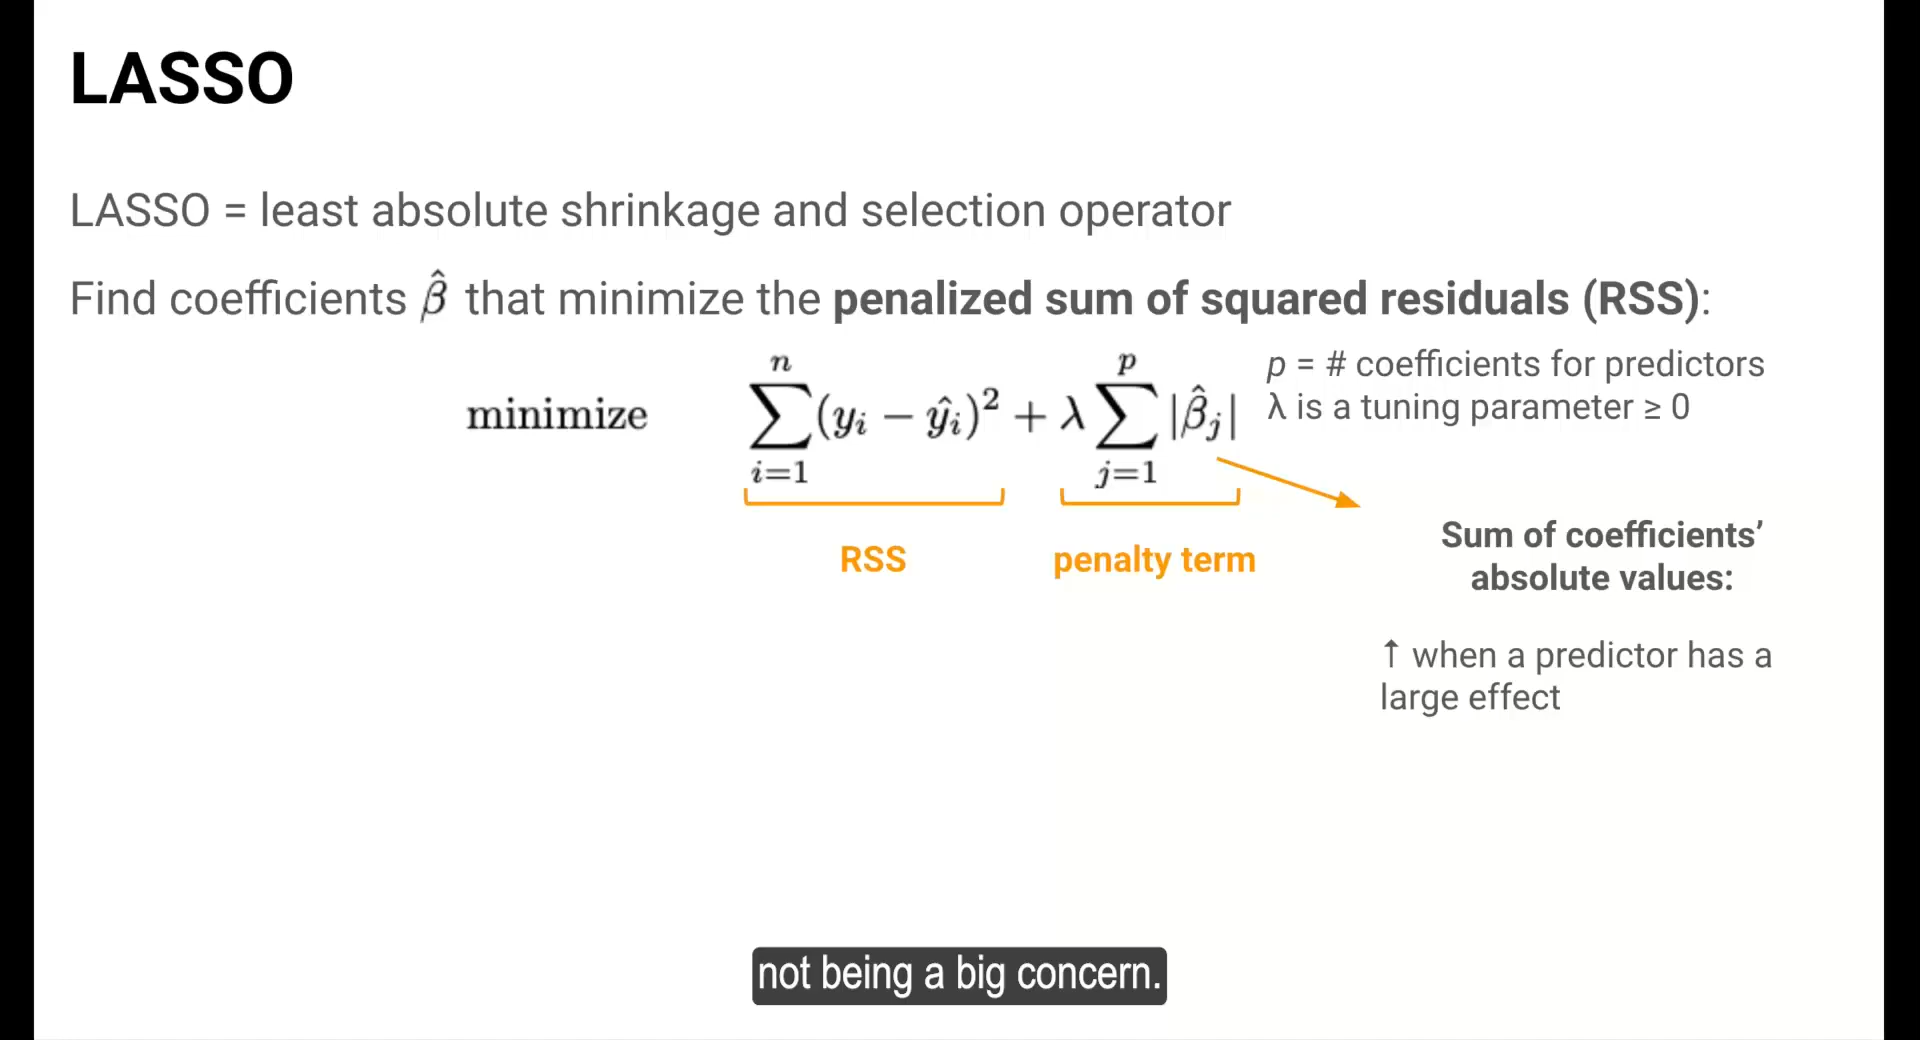 LASSO
LASSO = least absolute shrinkage and selection operator
Find coefficients β̂ that minimize the penalized sum of squared residuals (RSS):
minimize ∑_{i=1}^{n} (y_i − ŷ_i)² + λ ∑_{j=1}^{p} |β̂_j|
p = # coefficients for predictors
λ is a tuning parameter ≥ 0
RSS
penalty term
Sum of coefficients’
absolute values:
↑ when a predictor has a
large effect
not being a big concern.